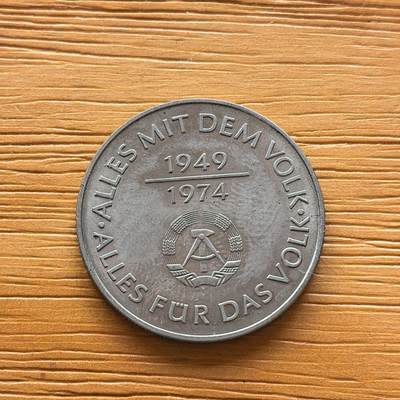 · ALLES MIT DEM VOLK ·
ALLES FÜR DAS VOLK
1949
1974